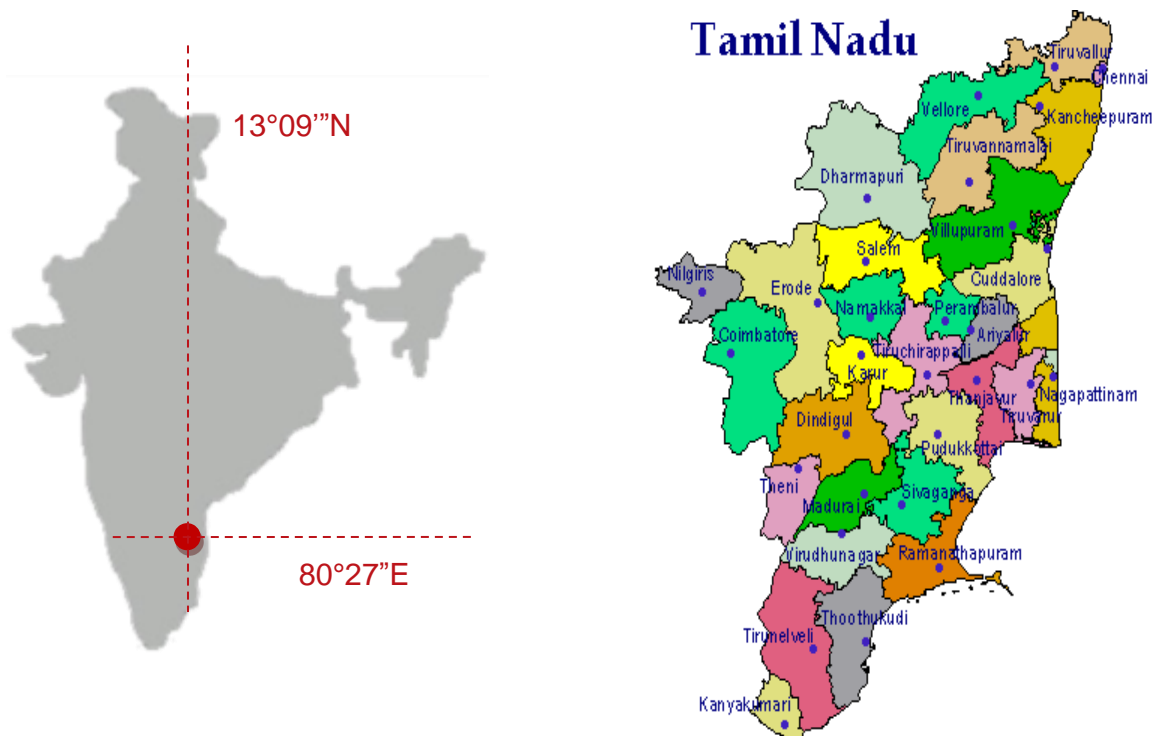 13°09’”N
80°27”E
Tamil Nadu
Tiruvallur
Chennai
Vellore
Kancheepuram
Tiruvannamalai
Dharmapuri
Villupuram
Salem
Nilgiris
Erode
Cuddalore
Namakkal
Perambalur
Coimbatore
Ariyalur
Tiruchirappalli
Karur
Thanjavur
Nagapattinam
Tiruvarur
Dindigul
Pudukkottai
Theni
Sivaganga
Madurai
Virudhunagar
Ramanathapuram
Thoothukudi
Tirunelveli
Kanyakumari